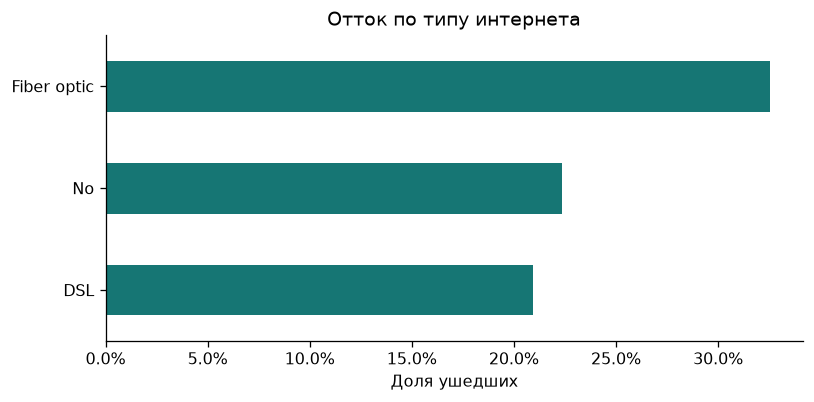 Отток по типу интернета
Fiber optic
No
DSL
0.0% 5.0% 10.0% 15.0% 20.0% 25.0% 30.0%
Доля ушедших